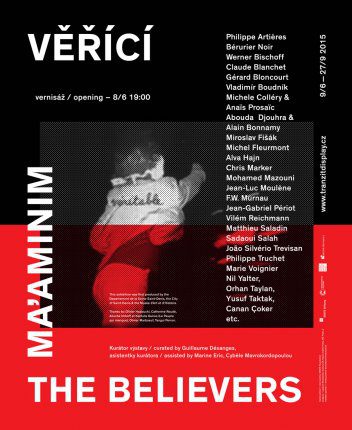 VĚŘÍCÍ
vernisáž / opening – 8/6 19:00
Philippe Artières
Bérurier Noir
Werner Bischoff
Claude Blanchet
Gérard Bloncourt
Vladimír Boudník
Michele Colléry &
Anaïs Prosaïc
Abouda Djouhra &
Alain Bonnamy
Miroslav Fišák
Michel Fleurmont
Alva Hajn
Chris Marker
Mohamed Mazouni
Jean-Luc Moulène
F.W. Murnau
Jean-Gabriel Périot
Vilém Reichmann
Matthieu Saladin
Sadaoui Salah
João Silvério Trevisan
Philippe Truchet
Marie Voignier
Nil Yalter,
Orhan Taylan,
Yusuf Taktak,
Canan Çoker
etc.
9/6—27/9 2015
www.tranzitdisplay.cz
MA'AMINIM
Kurátor výstavy / curated by Guillaume Désanges,
asistentky kurátora / assisted by Marine Eric, Cybèle Mavrokordopoulou
THE BELIEVERS